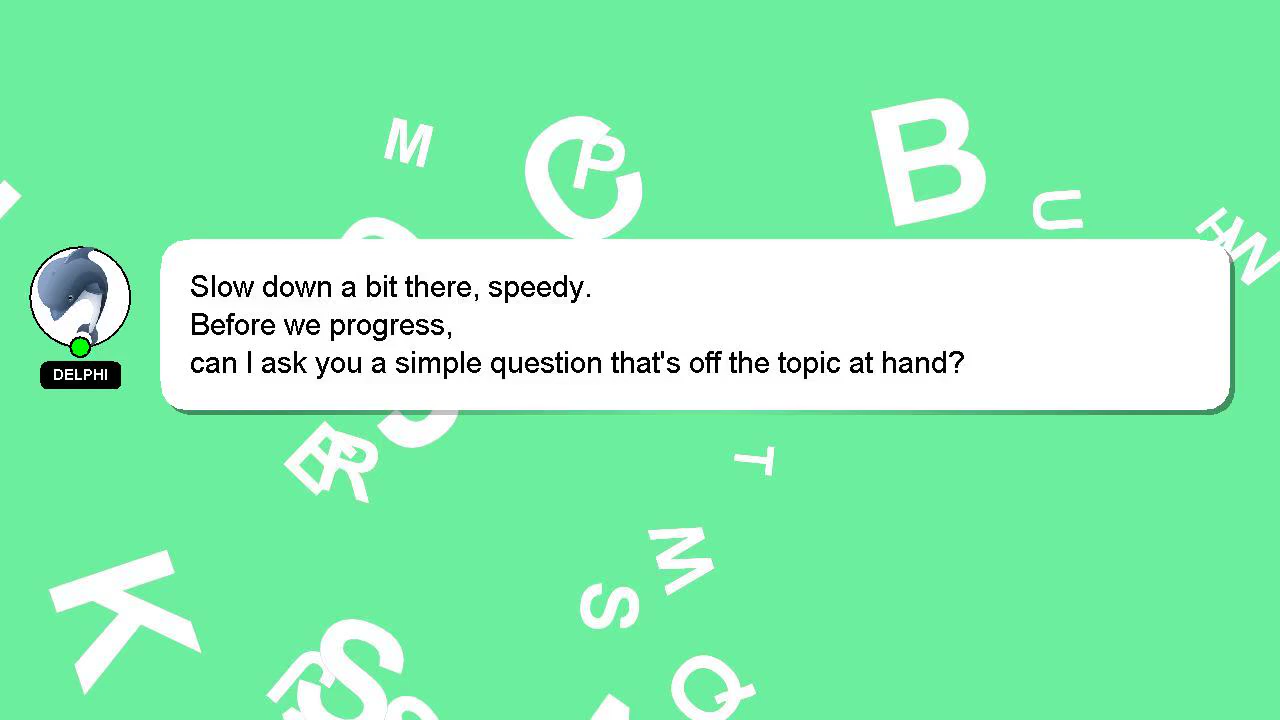 M
C
P
B
U
H
W
Slow down a bit there, speedy.
Before we progress,
can I ask you a simple question that's off the topic at hand?
DELPHI
R
T
K
M
S
S
Q